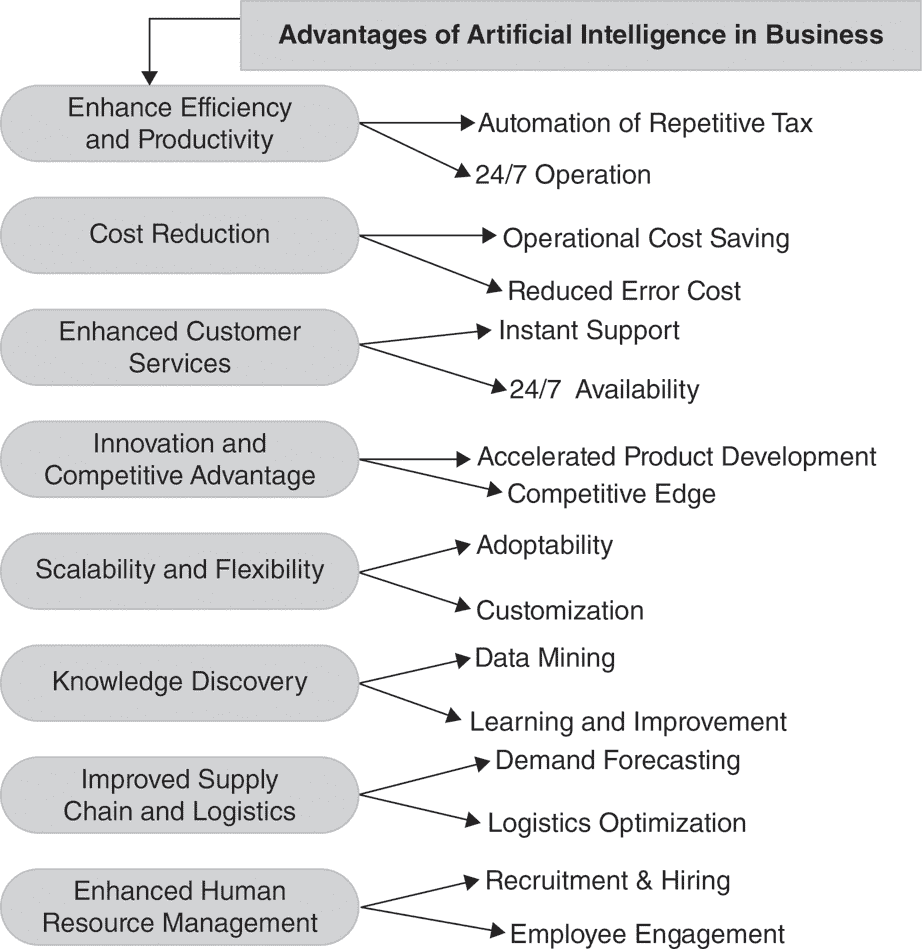 Advantages of Artificial Intelligence in Business
Enhance Efficiency
and Productivity
Automation of Repetitive Tax
24/7 Operation
Cost Reduction
Operational Cost Saving
Reduced Error Cost
Enhanced Customer
Services
Instant Support
24/7 Availability
Innovation and
Competitive Advantage
Accelerated Product Development
Competitive Edge
Scalability and Flexibility
Adoptability
Customization
Knowledge Discovery
Data Mining
Learning and Improvement
Improved Supply
Chain and Logistics
Demand Forecasting
Logistics Optimization
Enhanced Human
Resource Management
Recruitment & Hiring
Employee Engagement